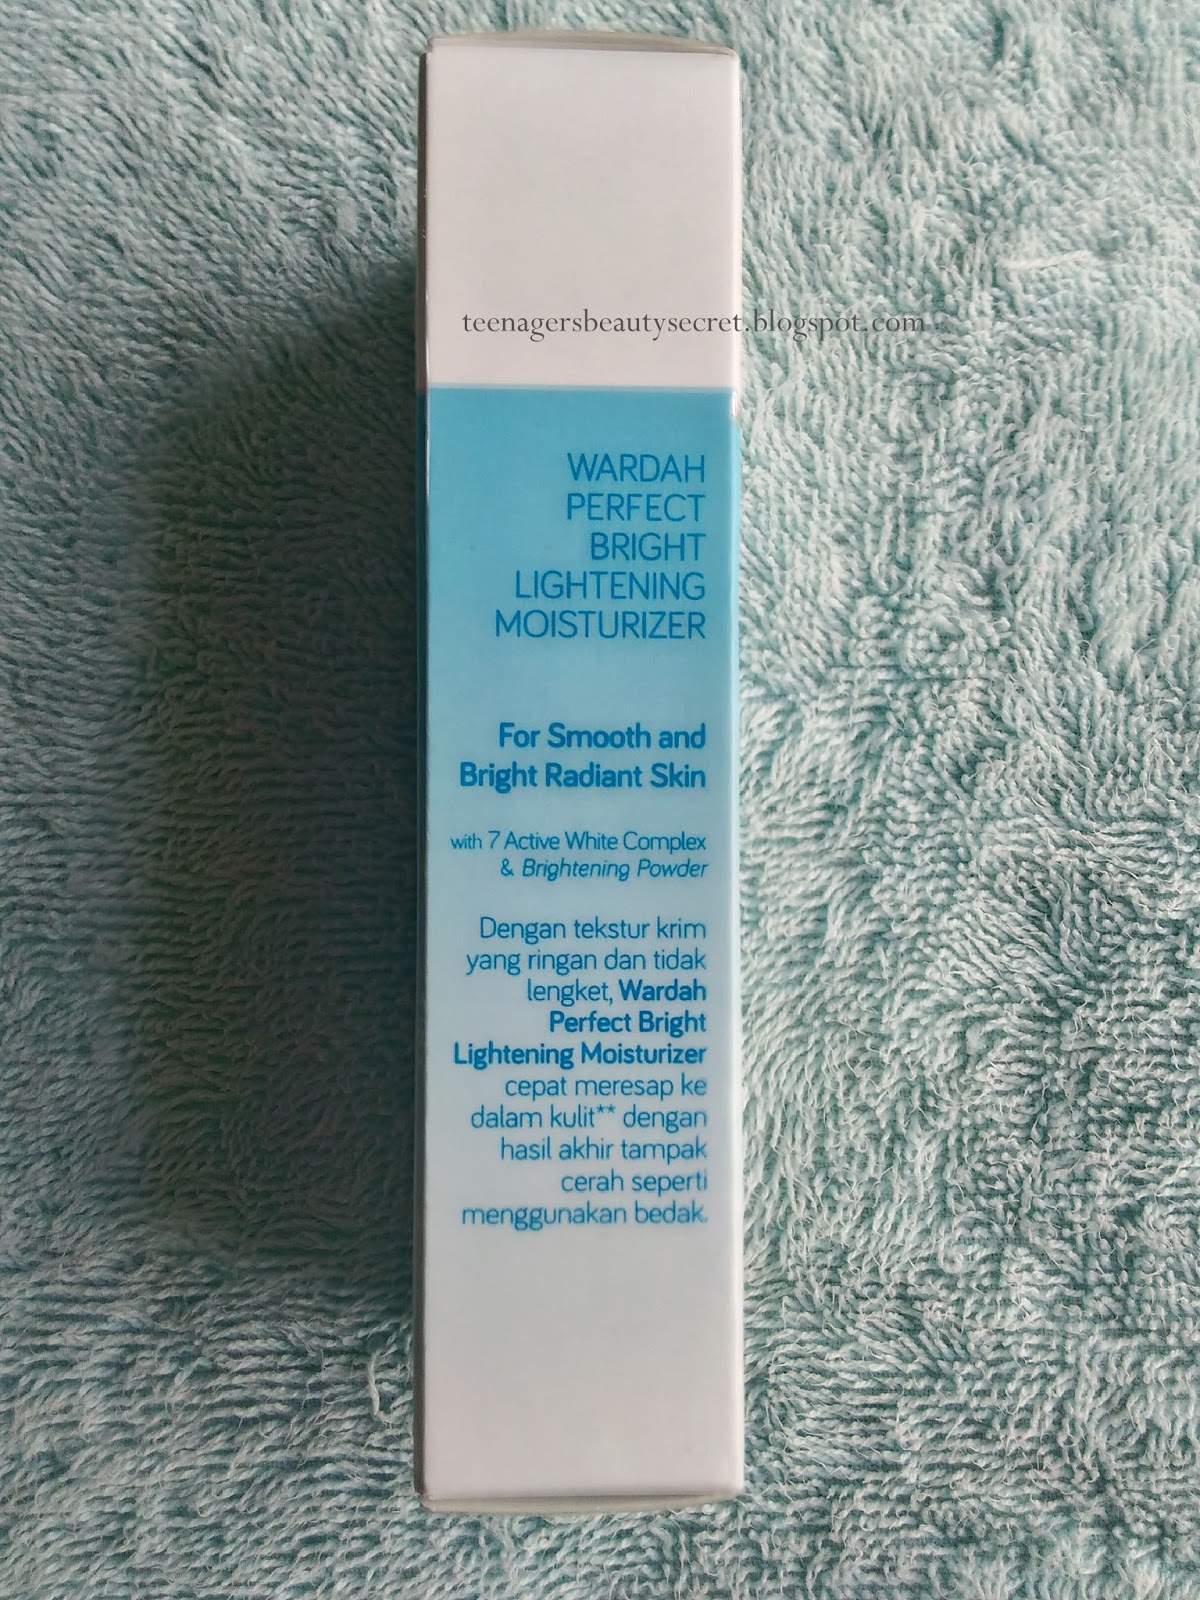 teenagersbeautysecret.blogspot.com
WARDAH
PERFECT
BRIGHT
LIGHTENING
MOISTURIZER
For Smooth and
Bright Radiant Skin
with 7 Active White Complex
& Brightening Powder
Dengan tekstur krim
yang ringan dan tidak
lengket, Wardah
Perfect Bright
Lightening Moisturizer
cepat meresap ke
dalam kulit** dengan
hasil akhir tampak
cerah seperti
menggunakan bedak.